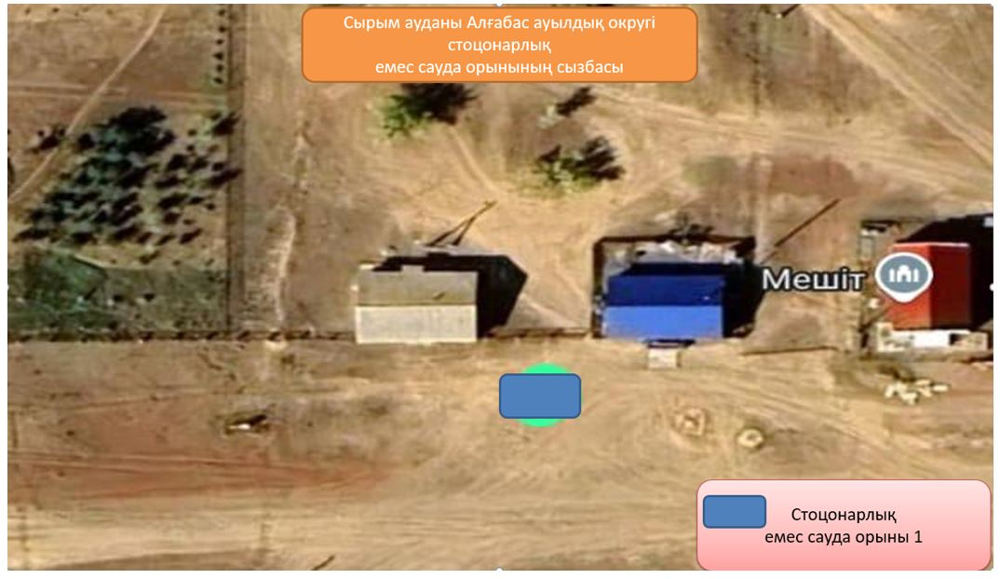 Сырым ауданы Алғабас ауылдық округі
стоцонарлық
емес сауда орынының сызбасы
Мешіт
Стоцонарлық
емес сауда орыны 1